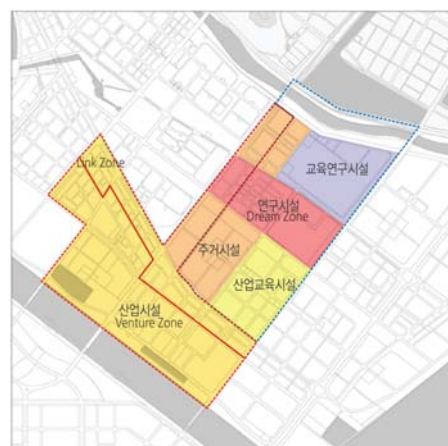 Link Zone
교육연구시설
연구시설
Dream Zone
주거시설
산업교육시설
산업시설
Venture Zone